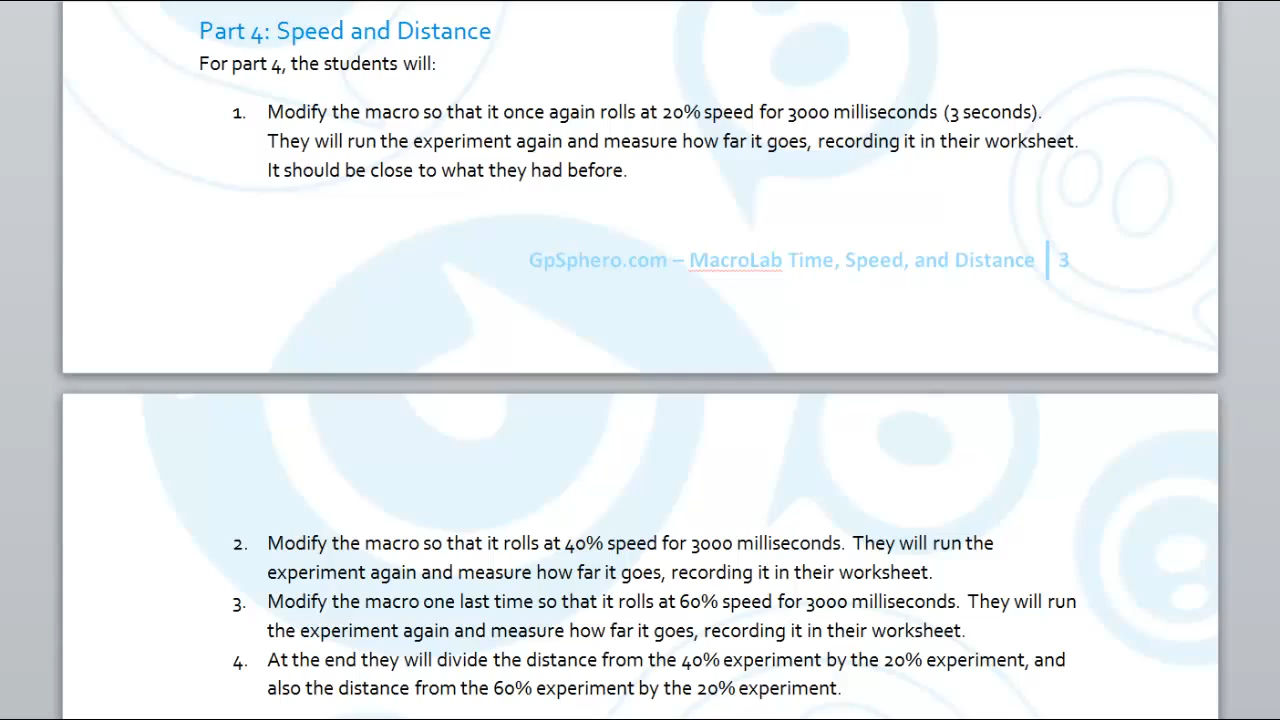 Part 4: Speed and Distance
For part 4, the students will:
1. Modify the macro so that it once again rolls at 20% speed for 3000 milliseconds (3 seconds).
They will run the experiment again and measure how far it goes, recording it in their worksheet.
It should be close to what they had before.
GpSphero.com – MacroLab Time, Speed, and Distance | 3
2. Modify the macro so that it rolls at 40% speed for 3000 milliseconds. They will run the
experiment again and measure how far it goes, recording it in their worksheet.
3. Modify the macro one last time so that it rolls at 60% speed for 3000 milliseconds. They will run
the experiment again and measure how far it goes, recording it in their worksheet.
4. At the end they will divide the distance from the 40% experiment by the 20% experiment, and
also the distance from the 60% experiment by the 20% experiment.